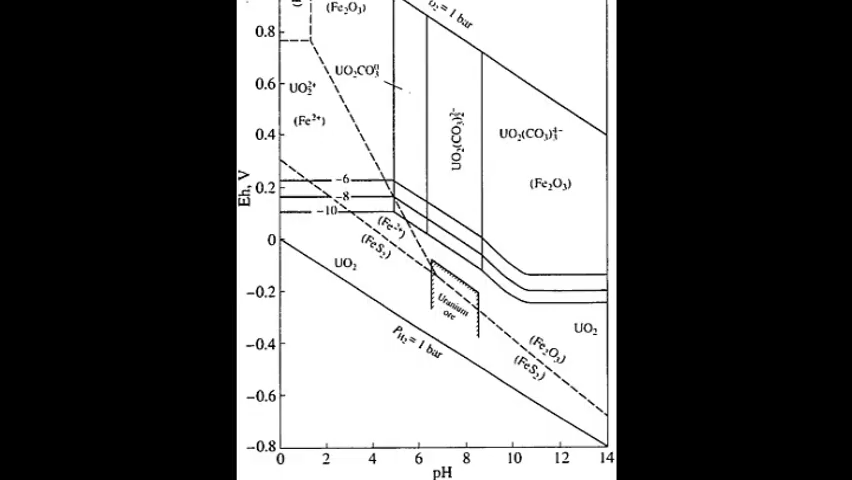 (Fe₂O₃)
O₂ = 1 bar
0.8
UO₂CO₃⁰
0.6
UO₂²⁺
(Fe²⁺)
0.4
UO₂(CO₃)₂²⁻
UO₂(CO₃)₃⁴⁻
(Fe₂O₃)
Eh, V
0.2
-6
-8
-10
(Fe²⁺)
(FeS₂)
0
UO₂
-0.2
Uranium
ore
UO₂
-0.4
P_H₂ = 1 bar
(Fe₂O₃)
(FeS₂)
-0.6
-0.8
0 2 4 6 8 10 12 14
pH